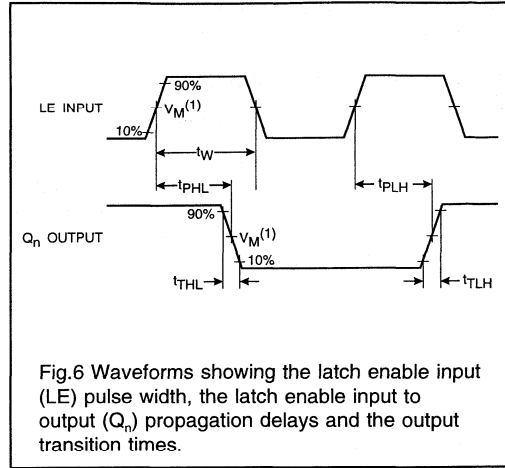 90%
LE INPUT
VM(1)
10%
tW
tPHL
tPLH
90%
Qn OUTPUT
VM(1)
10%
tTHL
tTLH
Fig.6 Waveforms showing the latch enable input
(LE) pulse width, the latch enable input to
output (Qn) propagation delays and the output
transition times.